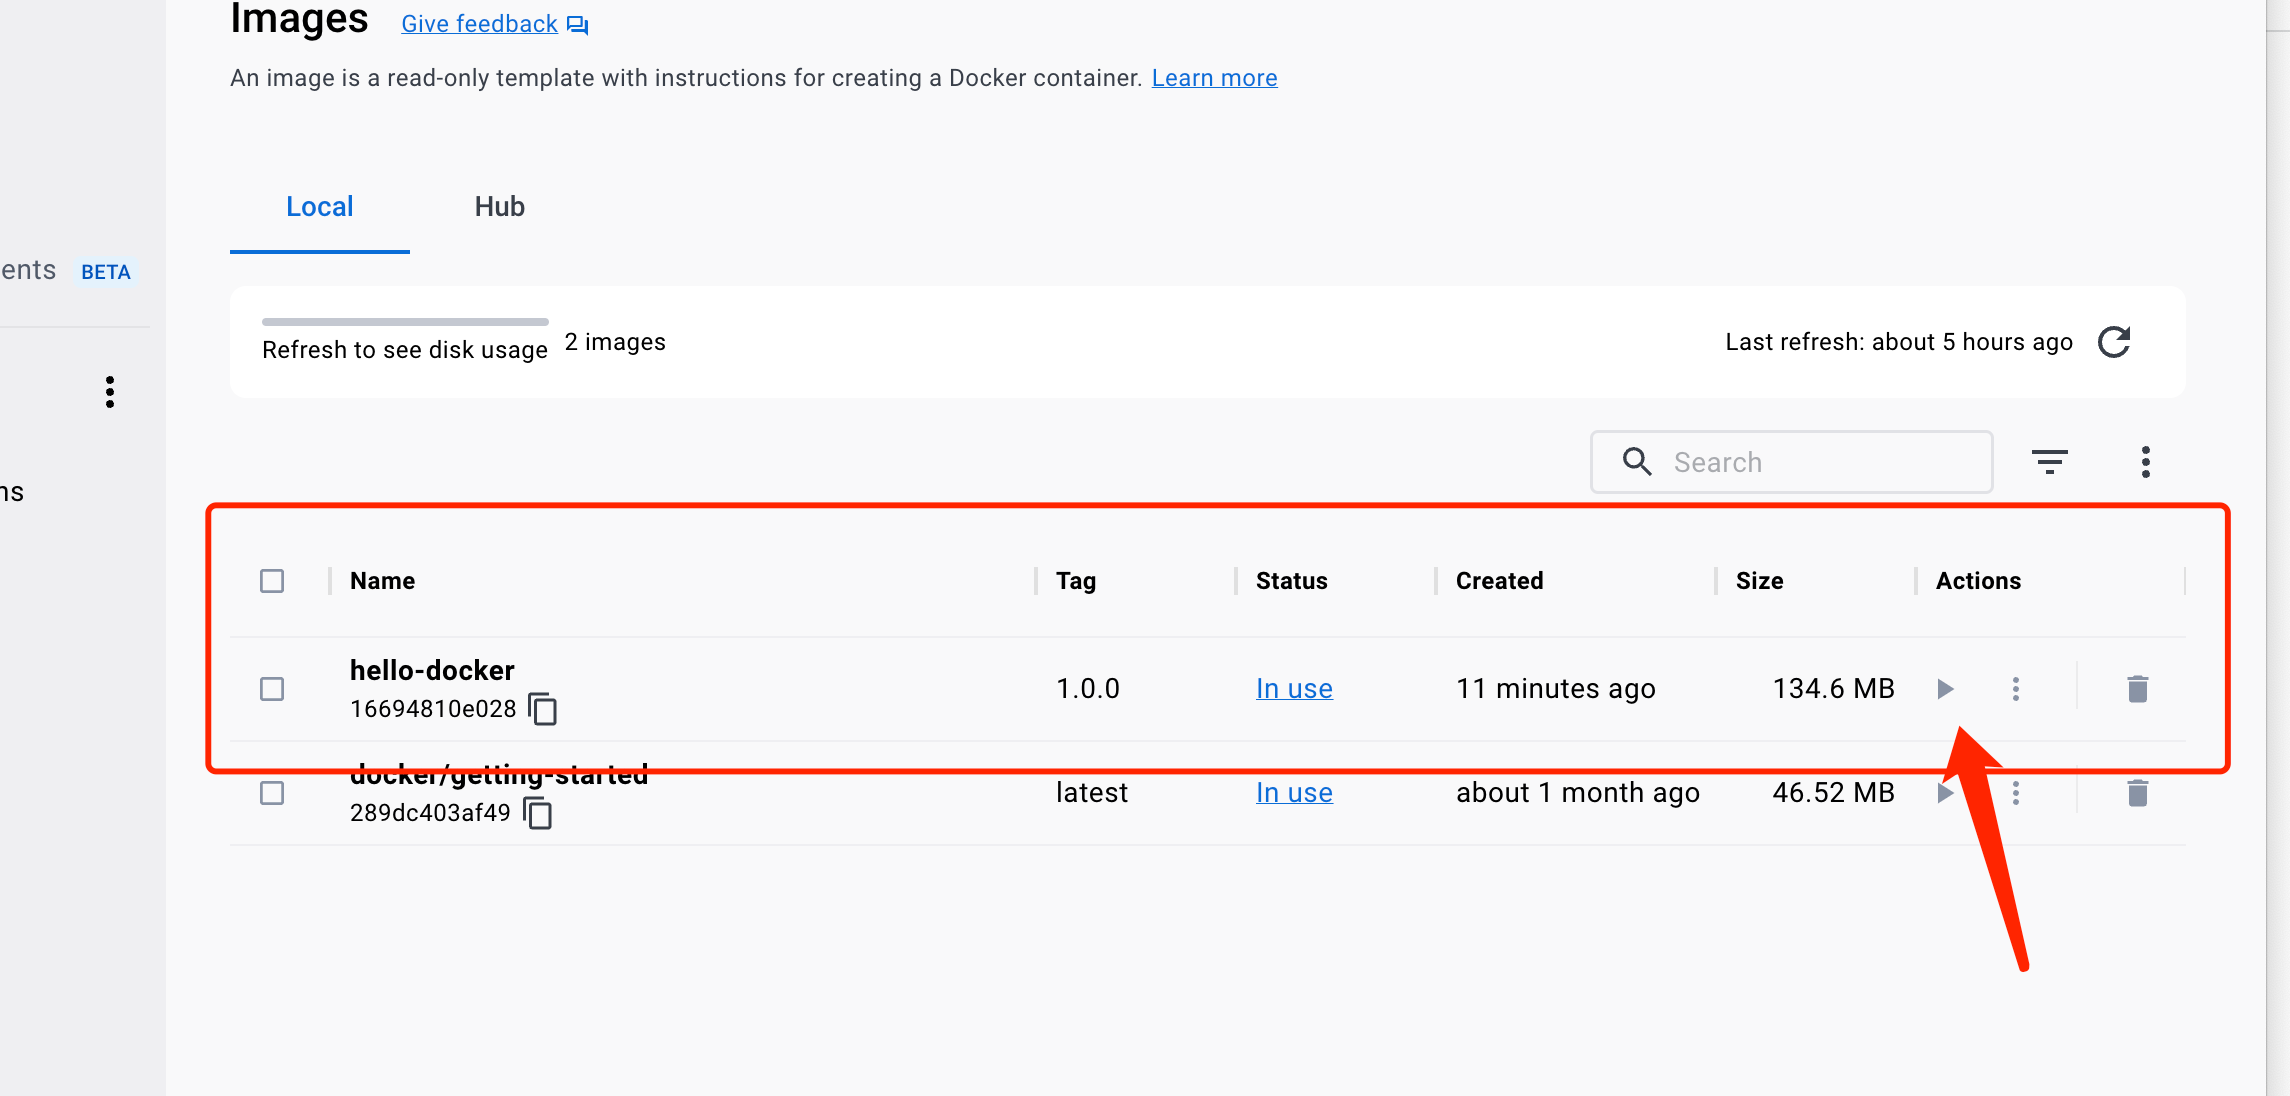 Images Give feedback
An image is a read-only template with instructions for creating a Docker container. Learn more
Local Hub
ents BETA
Refresh to see disk usage 2 images Last refresh: about 5 hours ago
Search
ns
Name Tag Status Created Size Actions
hello-docker
16694810e028 1.0.0 In use 11 minutes ago 134.6 MB
docker/getting-started
289dc403af49 latest In use about 1 month ago 46.52 MB